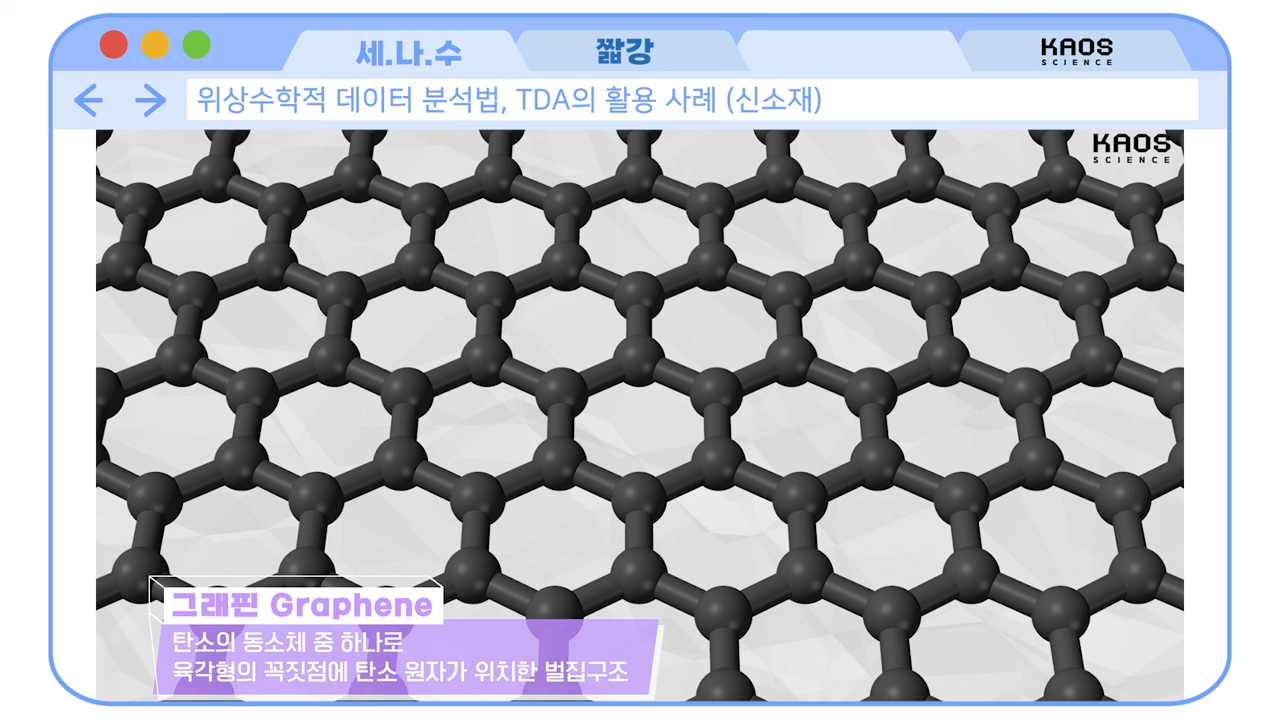 세.나.수
짧강
KAOS
SCIENCE
위상수학적 데이터 분석법, TDA의 활용 사례 (신소재)
KAOS
SCIENCE
그래핀 Graphene
탄소의 동소체 중 하나로
육각형의 꼭짓점에 탄소 원자가 위치한 벌집구조